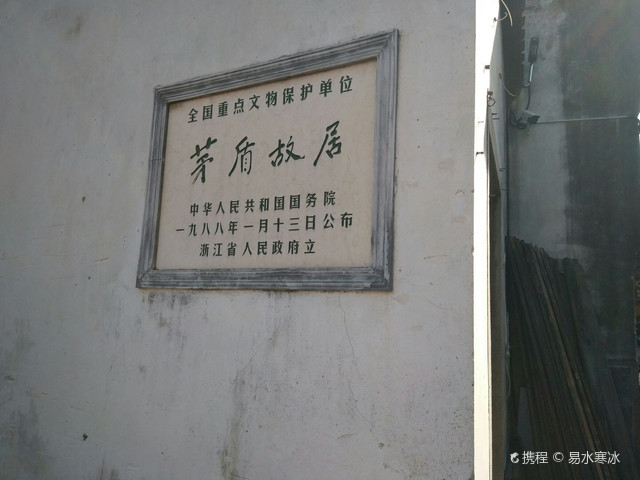 全国重点文物保护单位
茅盾故居
中华人民共和国国务院
一九八八年一月十三日公布
浙江省人民政府立
携程 © 易水寒冰